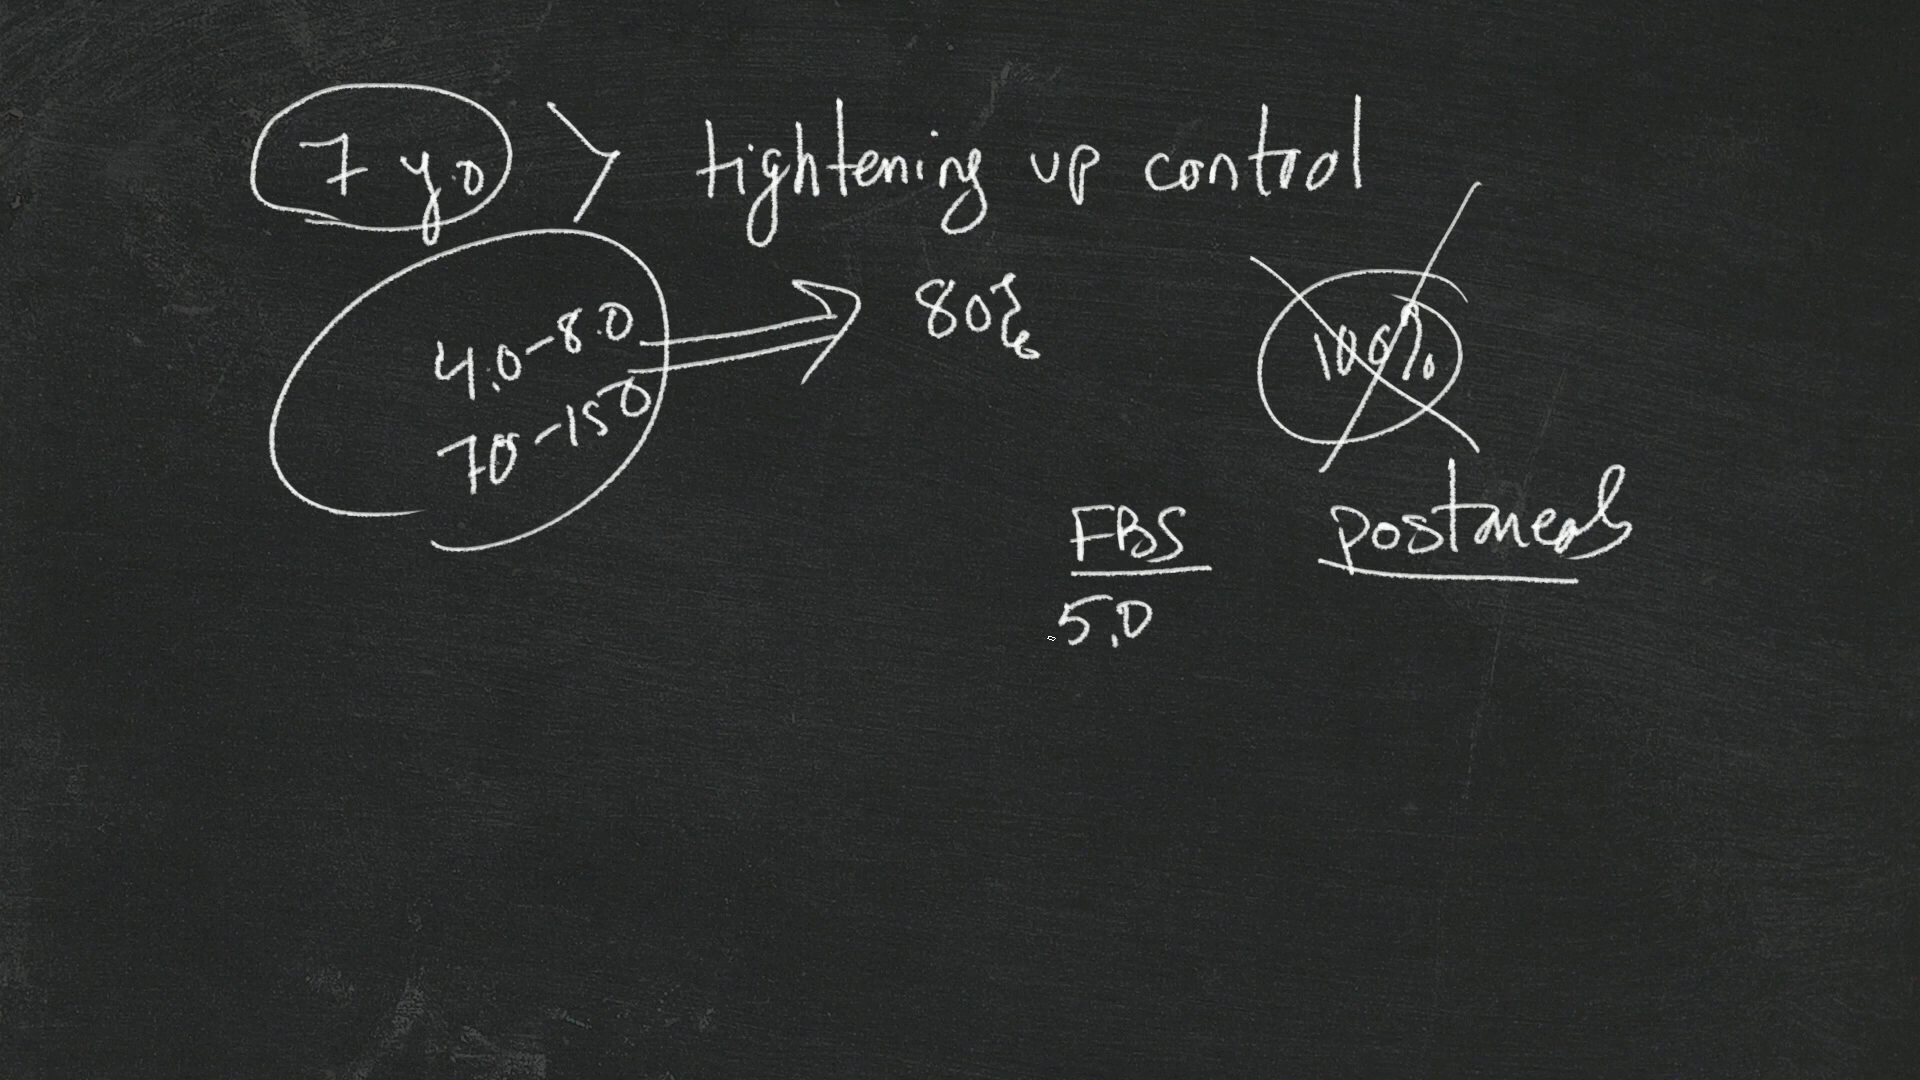 7 y.o > tightening up control
4.0-8.0 80%
100%
70-150
FBS postmeals
5.0